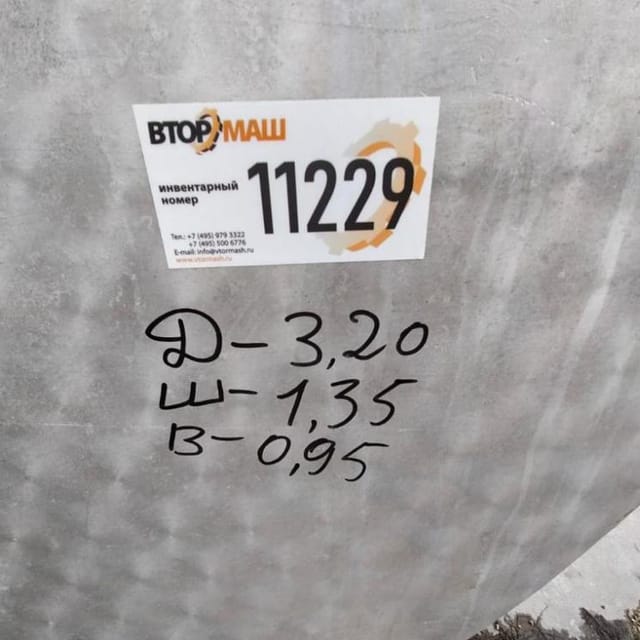 ВТОРМАШ
инвентарный
номер
11229
Тел.: +7 (495) 979 3322
+7 (495) 500 6776
E-mail: info@vtormash.ru
www.vtormash.ru
Д - 3,20
Ш - 1,35
В - 0,95